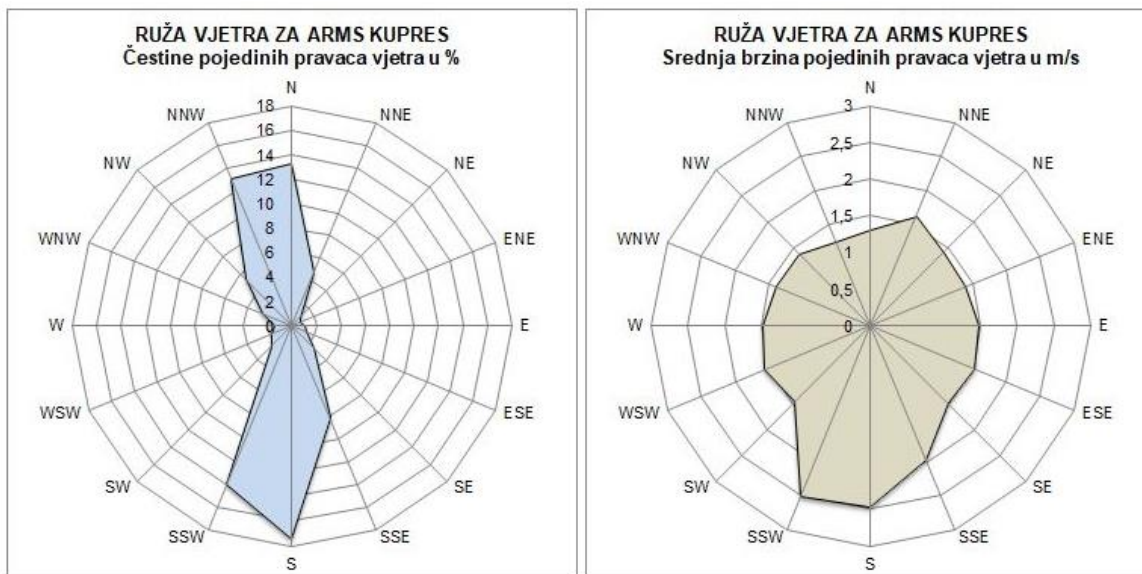 RUŽA VJETRA ZA ARMS KUPRES
Čestine pojedinih pravaca vjetra u %
N
NNE
NE
ENE
E
ESE
SE
SSE
S
SSW
SW
WSW
W
WNW
NW
NNW
18
16
14
12
10
8
6
4
2
0
RUŽA VJETRA ZA ARMS KUPRES
Srednja brzina pojedinih pravaca vjetra u m/s
N
NNE
NE
ENE
E
ESE
SE
SSE
S
SSW
SW
WSW
W
WNW
NW
NNW
3
2,5
2
1,5
1
0,5
0